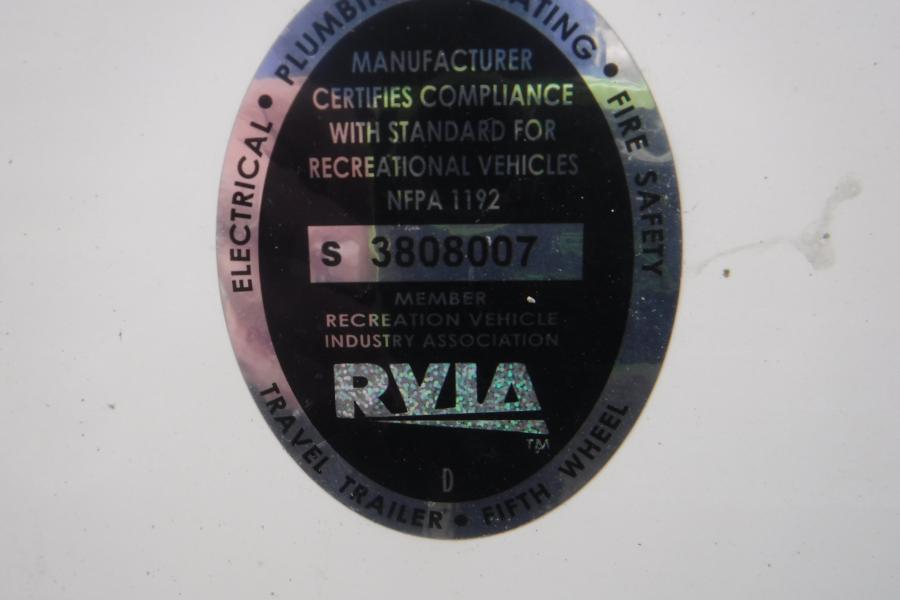 ELECTRICAL • PLUMBING
• FIRE SAFETY
MANUFACTURER
CERTIFIES COMPLIANCE
WITH STANDARD FOR
RECREATIONAL VEHICLES
NFPA 1192
S 3808007
MEMBER
RECREATION VEHICLE
INDUSTRY ASSOCIATION
RVIA
TM
D
TRAVEL TRAILER • FIFTH WHEEL